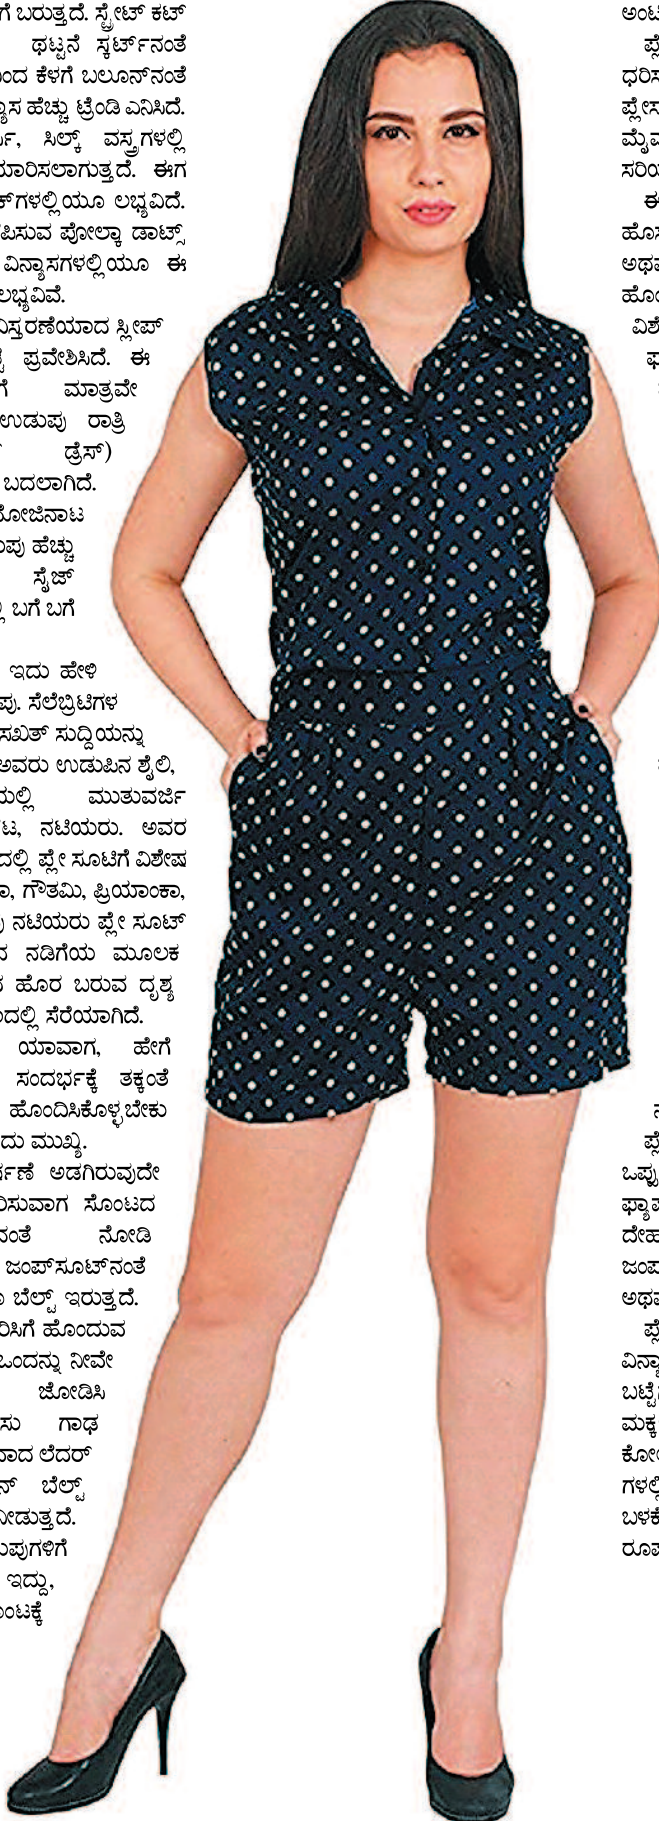 ಗೆ ಬರುತ್ತದೆ. ಸ್ಟ್ರೇಟ್ ಕಟ್
ಥಟ್ಟನೆ ಸ್ಕರ್ಟ್‌ನಂತೆ
ಂದ ಕೆಳಗೆ ಬಲೂನ್‌ನಂತೆ
ಹೆಚ್ಚು ಟ್ರೆಂಡಿ ಎನಿಸಿದೆ.
ಸಿಲ್ಕ್ ವಸ್ತ್ರಗಳಲ್ಲಿ
ಯಾರಿಸಲಾಗುತ್ತದೆ. ಈಗ
ಕ್‌ಗಳಲ್ಲಿಯೂ ಲಭ್ಯವಿದೆ.
ಪಿಸುವ ಪೋಲ್ಕಾ ಡಾಟ್ಸ್
ವಿನ್ಯಾಸಗಳಲ್ಲಿಯೂ ಈ
ಲಭ್ಯವಿವೆ.
ವಿಸ್ತರಣೆಯಾದ ಸ್ಲೀಪ್
ಪ್ರವೇಶಿಸಿದೆ. ಈ
ಗೆ ಮಾತ್ರವೇ
ಉಡುಪು ರಾತ್ರಿ
ಡ್ರೆಸ್)
ಬದಲಾಗಿದೆ.
ಮೋಜಿನಾಟ
ಪು ಹೆಚ್ಚು
ಸೈಜ್
ಬಗೆ ಬಗೆ
ಇದು ಹೇಳಿ
ಪು. ಸೆಲೆಬ್ರಿಟಿಗಳ
ಸಖತ್ ಸುದ್ದಿಯನ್ನು
ಅವರು ಉಡುಪಿನ ಶೈಲಿ,
ಯಲ್ಲಿ ಮುತುವರ್ಜಿ
ಟ, ನಟಿಯರು. ಅವರ
ದಲ್ಲಿ ಪ್ಲೇ ಸೂಟಿಗೆ ವಿಶೇಷ
ಗೌತಮಿ, ಪ್ರಿಯಾಂಕಾ,
ನಟಿಯರು ಪ್ಲೇ ಸೂಟ್
ನಡಿಗೆಯ ಮೂಲಕ
ಹೊರ ಬರುವ ದೃಶ್ಯ
ದಲ್ಲಿ ಸೆರೆಯಾಗಿದೆ.
ಯಾವಾಗ, ಹೇಗೆ
ಸಂದರ್ಭಕ್ಕೆ ತಕ್ಕಂತೆ
ಹೊಂದಿಸಿಕೊಳ್ಳಬೇಕು
ದು ಮುಖ್ಯ.
ಅಡಗಿರುವುದೇ
ರಿಸುವಾಗ ಸೊಂಟದ
ನಂತೆ ನೋಡಿ
ಜಂಪ್‌ಸೂಟ್‌ನಂತೆ
ಬೆಲ್ಟ್ ಇರುತ್ತದೆ.
ರಿಸಿಗೆ ಹೊಂದುವ
ಒಂದನ್ನು ನೀವೇ
ಜೋಡಿಸಿ
ಸು ಗಾಢ
ವಾದ ಲೆದರ್
ನ್ ಬೆಲ್ಟ್
ನೀಡುತ್ತದೆ.
ುಪುಗಳಿಗೆ
ಇದ್ದು,
ಂಟಕ್ಕೆ
ಅಂಟ
ಪ್ಲೆ
ಧರಿಸ
ಪ್ಲೇಸ
ಮೈವ
ಸರಿಯ
ಈ
ಹೊಸ
ಅಥವ
ಹೊಂ
ವಿಶೇ
ಫ
ನ
ಪ್ಲೆ
ಒಪ್ಪು
ಫ್ಯಾಷ
ದೇಹ
ಜಂಪ
ಅಥವ
ಪ್ಲೆ
ವಿನ್ಯಾ
ಬಟ್ಟೆಗ
ಮಕ್ಕ
ಕೋಲ
ಗಳಲ್ಲಿ
ಬಳಕೆ
ರೂಪ